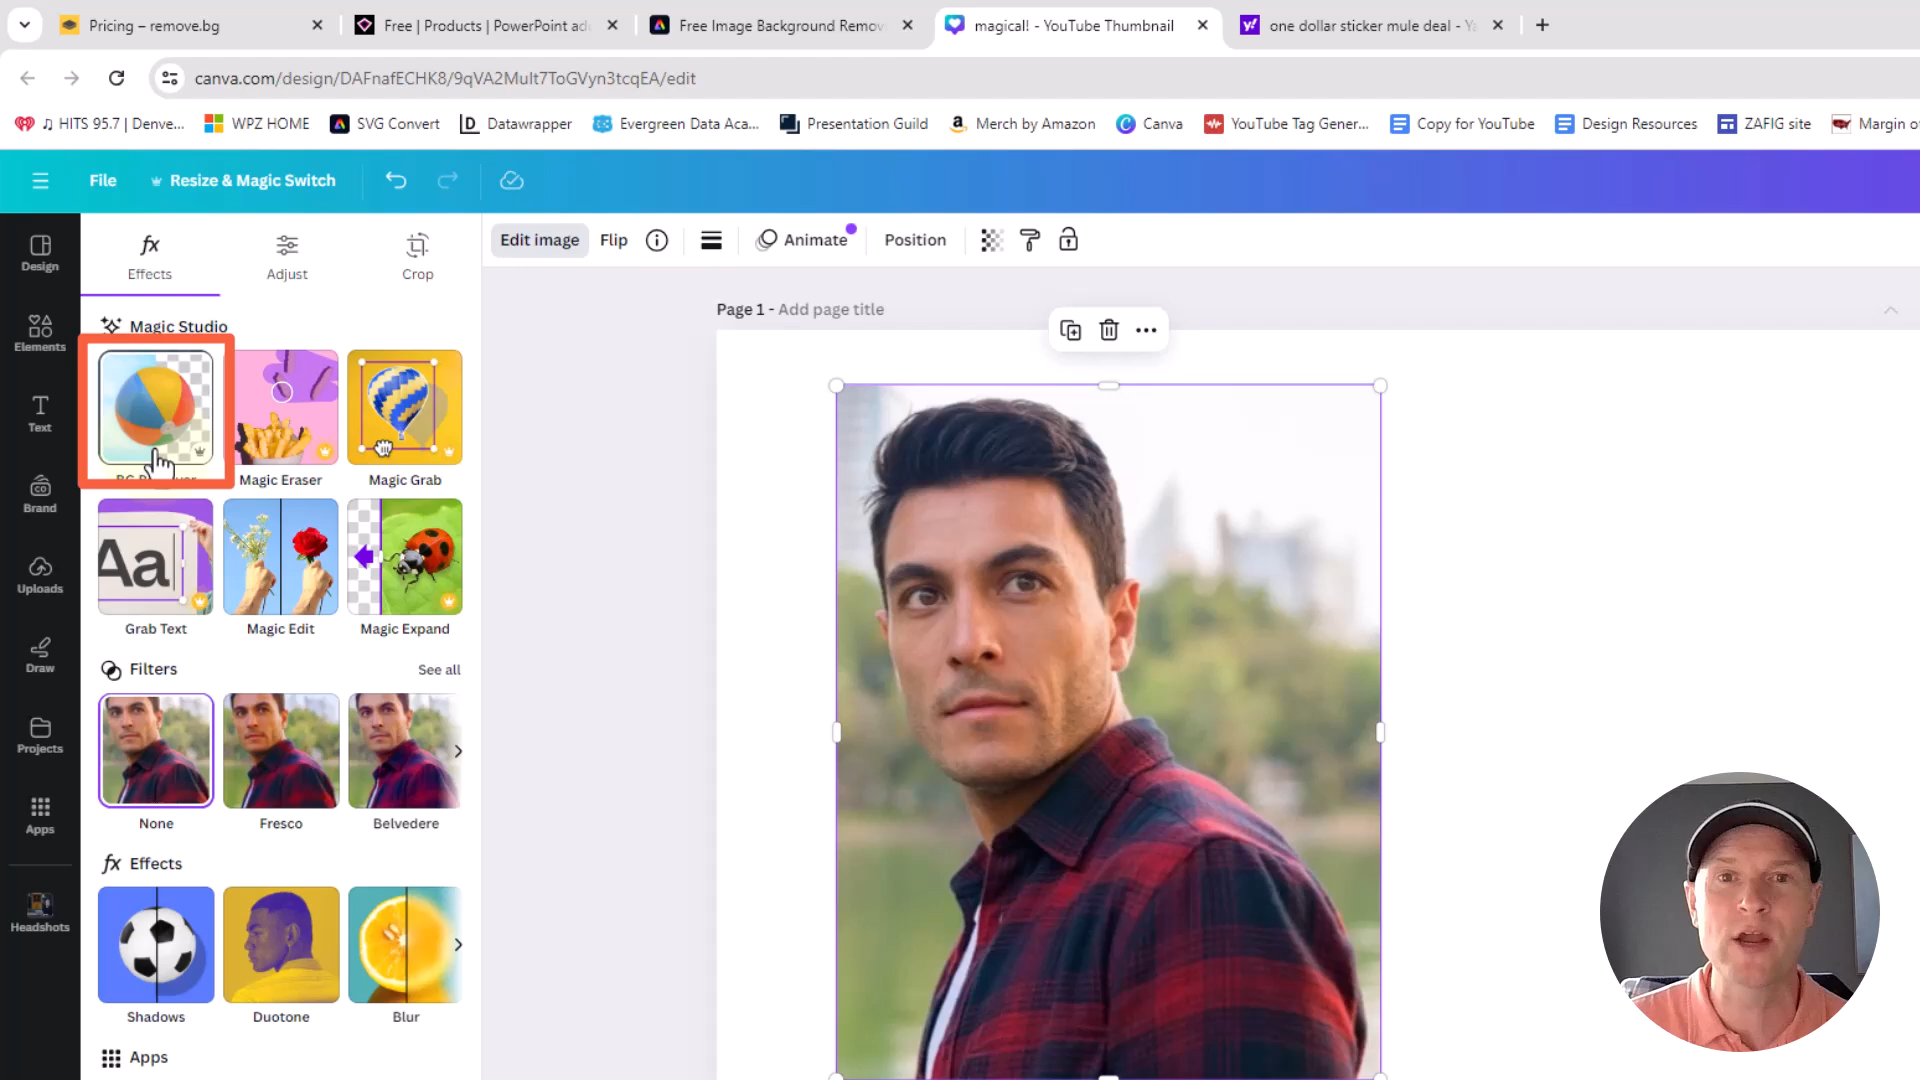 Pricing – remove.bg
Free | Products | PowerPoint ad
Free Image Background Remov
magical! - YouTube Thumbnail
y!
one dollar sticker mule deal - Ya
canva.com/design/DAFnafECHK8/9qVA2MuIt7ToGVyn3tcqEA/edit
♫ HITS 95.7 | Denve...
WPZ HOME
SVG Convert
Datawrapper
Evergreen Data Aca...
Presentation Guild
Merch by Amazon
Canva
YouTube Tag Gener...
Copy for YouTube
Design Resources
ZAFIG site
Margin o
File
Resize & Magic Switch
Design
Elements
Text
Brand
Uploads
Draw
Projects
Apps
Headshots
Effects
Adjust
Crop
Magic Studio
Magic Eraser
Magic Grab
Aa
Grab Text
Magic Edit
Magic Expand
Filters
See all
None
Fresco
Belvedere
fx Effects
Shadows
Duotone
Blur
Apps
Edit image
Flip
Animate
Position
Page 1 - Add page title